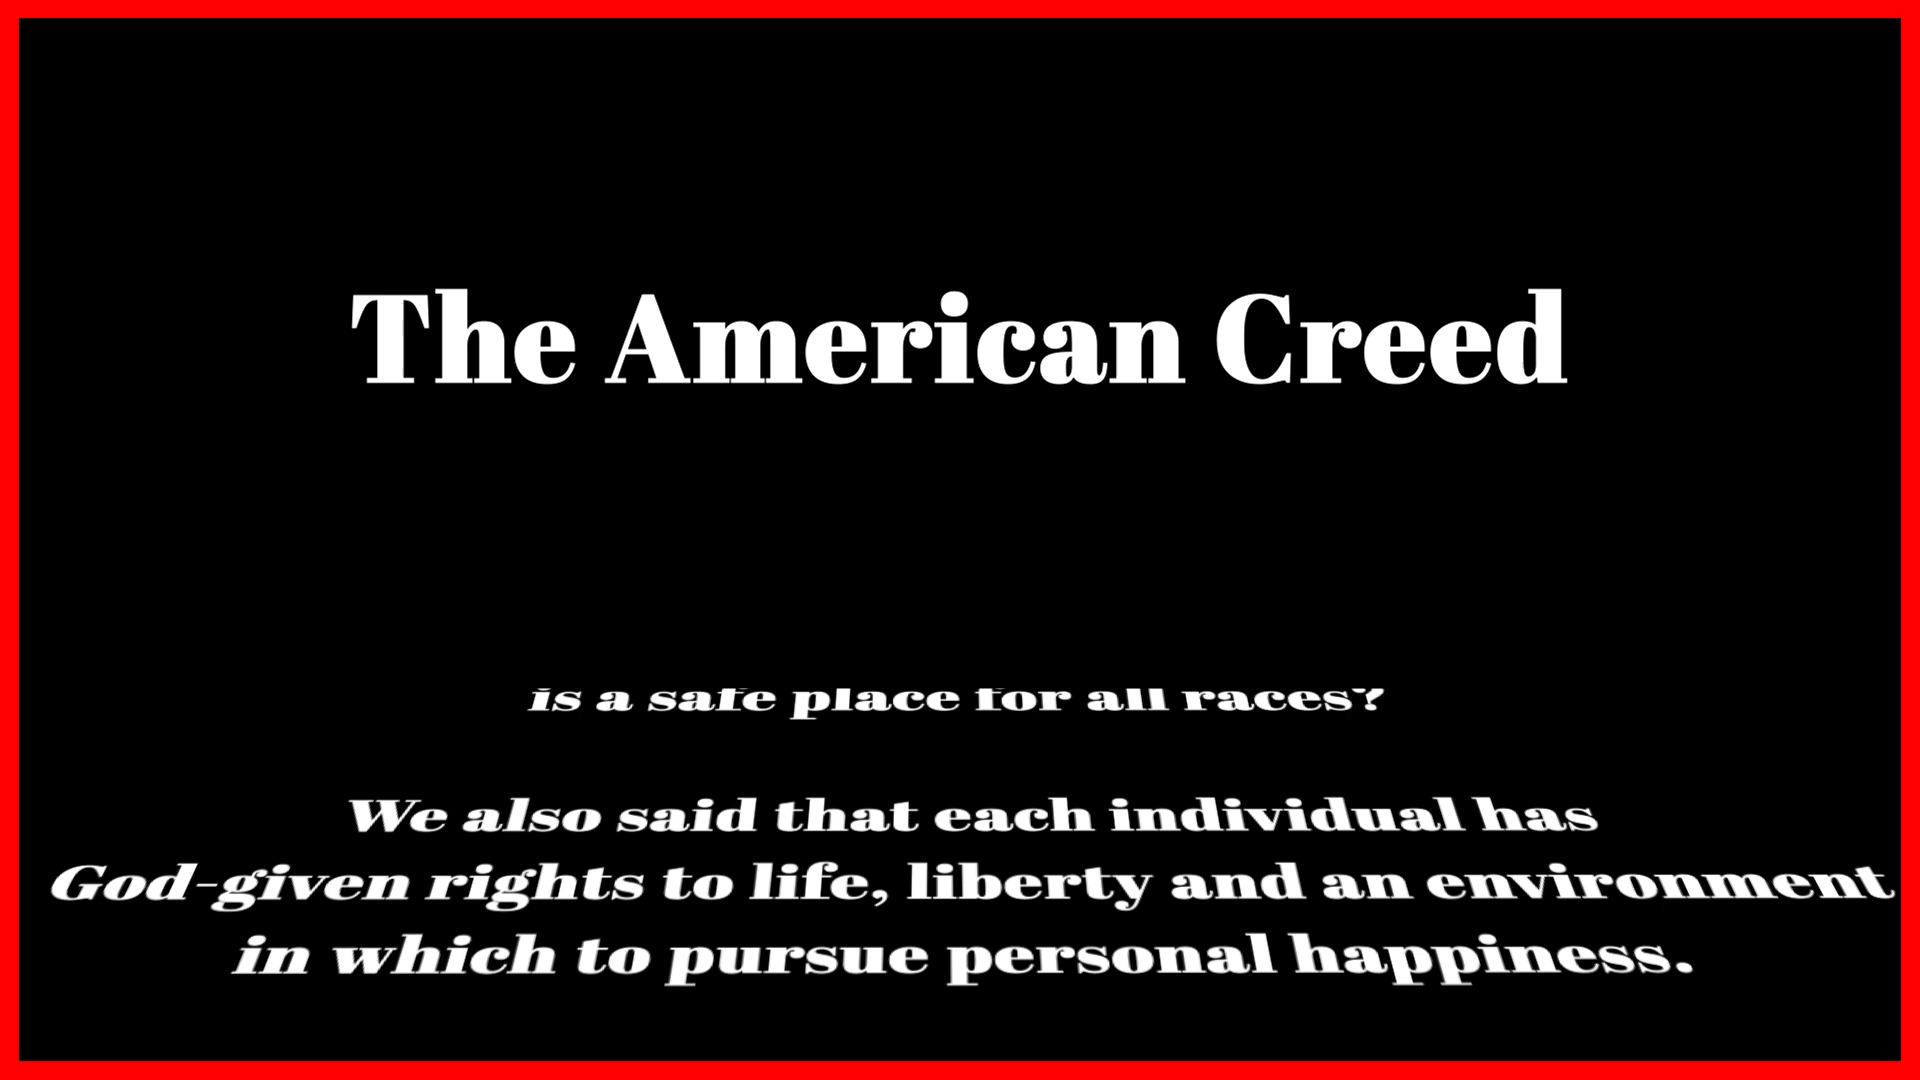 The American Creed
is a safe place for all races?
We also said that each individual has
God-given rights to life, liberty and an environment
in which to pursue personal happiness.